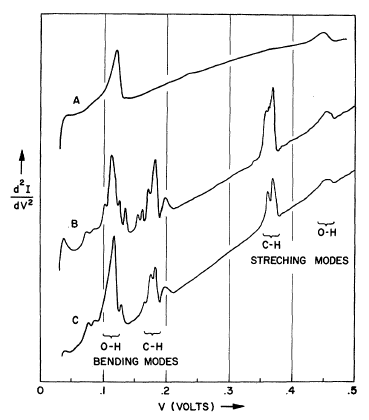 A
d²I
dV²
B
C
O-H
C-H
BENDING MODES
C-H
O-H
STRECHING MODES
0
.1
.2
.3
.4
.5
V (VOLTS)